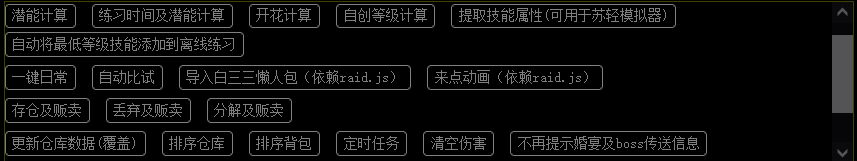 潜能计算 练习时间及潜能计算 开花计算 自创等级计算 提取技能属性(可用于苏轻模拟器)
自动将最低等级技能添加到离线练习
一键日常 自动比试 导入白三三懒人包（依赖raid.js） 来点动画（依赖raid.js）
存仓及贩卖 丢弃及贩卖 分解及贩卖
更新仓库数据(覆盖) 排序仓库 排序背包 定时任务 清空伤害 不再提示婚宴及boss传送信息